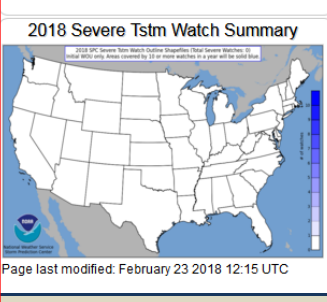 2018 Severe Tstm Watch Summary
2018 SPC Severe Tstm Watch Outline Shapefiles (Total Severe Watches: 0)
Initial WOU only. Areas covered by 10 or more watches in a year will be solid blue.
# of watches
NOAA
National Weather Service
Storm Prediction Center
Page last modified: February 23 2018 12:15 UTC